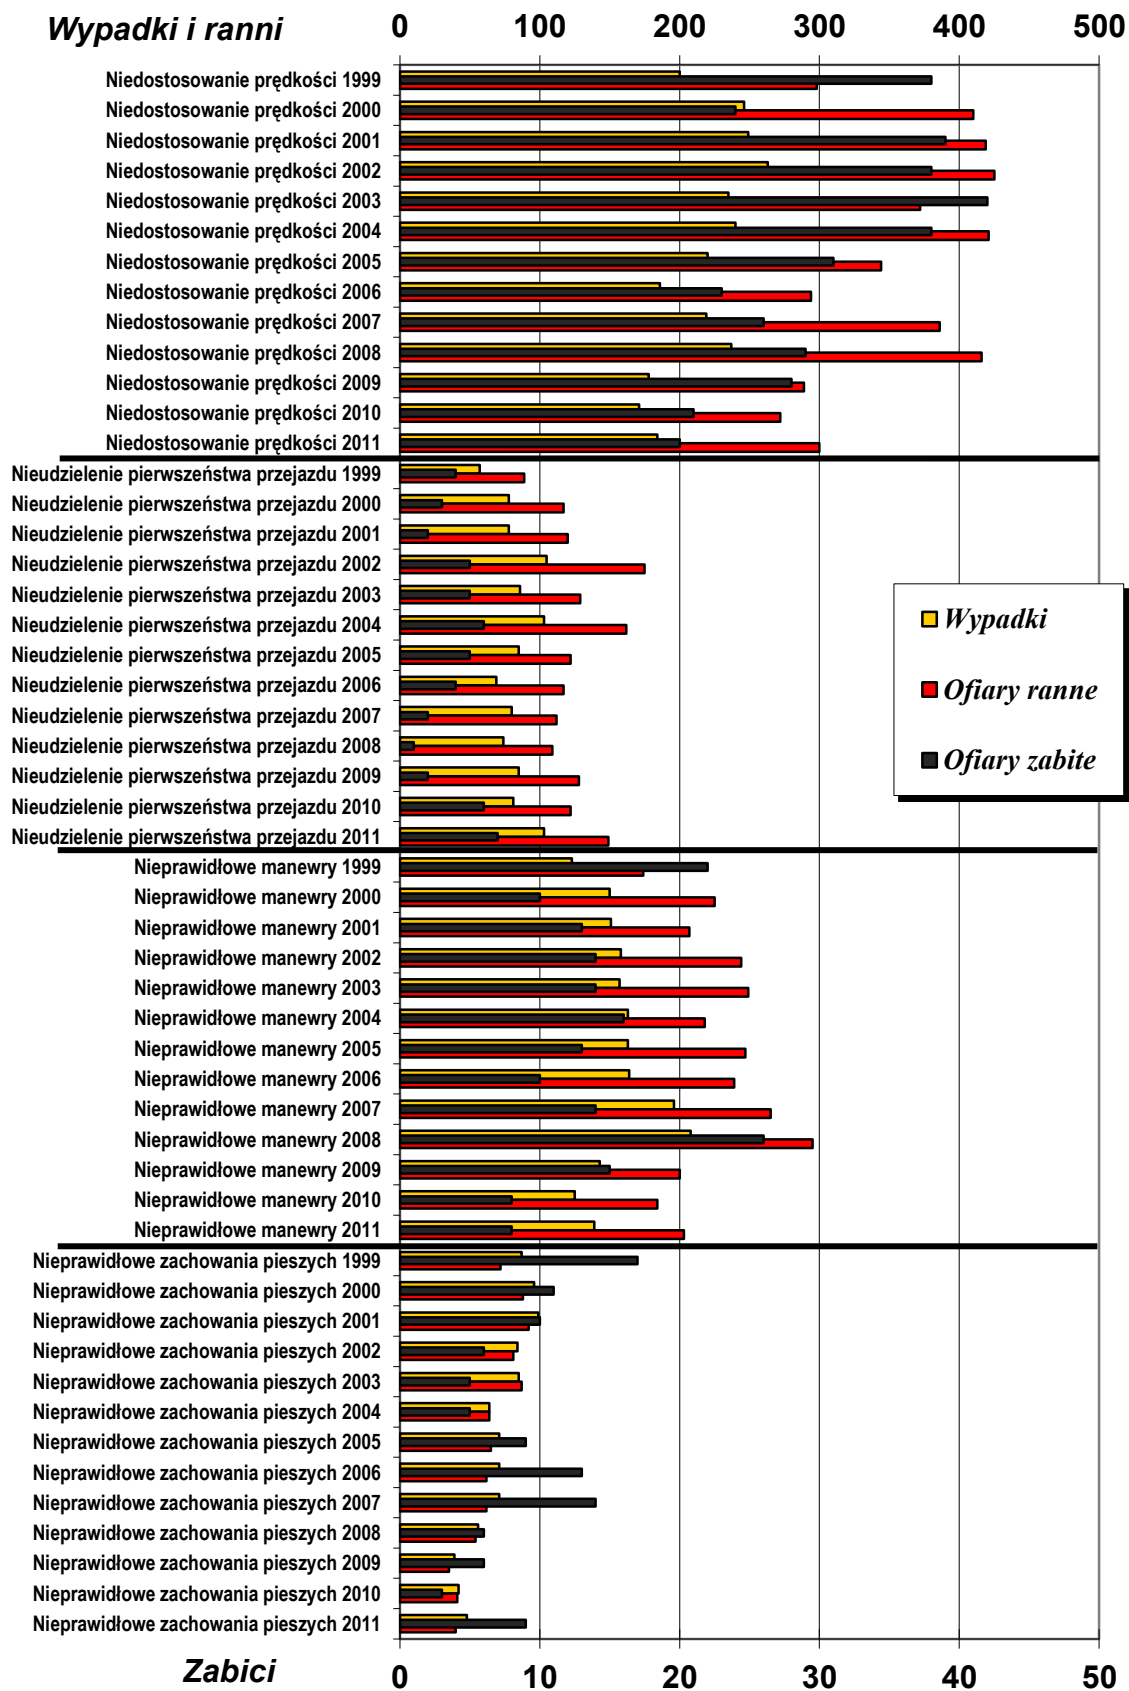 Wypadki i ranni 0 100 200 300 400 500
Niedostosowanie prędkości 1999
Niedostosowanie prędkości 2000
Niedostosowanie prędkości 2001
Niedostosowanie prędkości 2002
Niedostosowanie prędkości 2003
Niedostosowanie prędkości 2004
Niedostosowanie prędkości 2005
Niedostosowanie prędkości 2006
Niedostosowanie prędkości 2007
Niedostosowanie prędkości 2008
Niedostosowanie prędkości 2009
Niedostosowanie prędkości 2010
Niedostosowanie prędkości 2011
Nieudzielenie pierwszeństwa przejazdu 1999
Nieudzielenie pierwszeństwa przejazdu 2000
Nieudzielenie pierwszeństwa przejazdu 2001
Nieudzielenie pierwszeństwa przejazdu 2002
Nieudzielenie pierwszeństwa przejazdu 2003
Nieudzielenie pierwszeństwa przejazdu 2004
Nieudzielenie pierwszeństwa przejazdu 2005
Nieudzielenie pierwszeństwa przejazdu 2006
Nieudzielenie pierwszeństwa przejazdu 2007
Nieudzielenie pierwszeństwa przejazdu 2008
Nieudzielenie pierwszeństwa przejazdu 2009
Nieudzielenie pierwszeństwa przejazdu 2010
Nieudzielenie pierwszeństwa przejazdu 2011
Nieprawidłowe manewry 1999
Nieprawidłowe manewry 2000
Nieprawidłowe manewry 2001
Nieprawidłowe manewry 2002
Nieprawidłowe manewry 2003
Nieprawidłowe manewry 2004
Nieprawidłowe manewry 2005
Nieprawidłowe manewry 2006
Nieprawidłowe manewry 2007
Nieprawidłowe manewry 2008
Nieprawidłowe manewry 2009
Nieprawidłowe manewry 2010
Nieprawidłowe manewry 2011
Nieprawidłowe zachowania pieszych 1999
Nieprawidłowe zachowania pieszych 2000
Nieprawidłowe zachowania pieszych 2001
Nieprawidłowe zachowania pieszych 2002
Nieprawidłowe zachowania pieszych 2003
Nieprawidłowe zachowania pieszych 2004
Nieprawidłowe zachowania pieszych 2005
Nieprawidłowe zachowania pieszych 2006
Nieprawidłowe zachowania pieszych 2007
Nieprawidłowe zachowania pieszych 2008
Nieprawidłowe zachowania pieszych 2009
Nieprawidłowe zachowania pieszych 2010
Nieprawidłowe zachowania pieszych 2011
Wypadki
Ofiary ranne
Ofiary zabite
Zabici 0 10 20 30 40 50